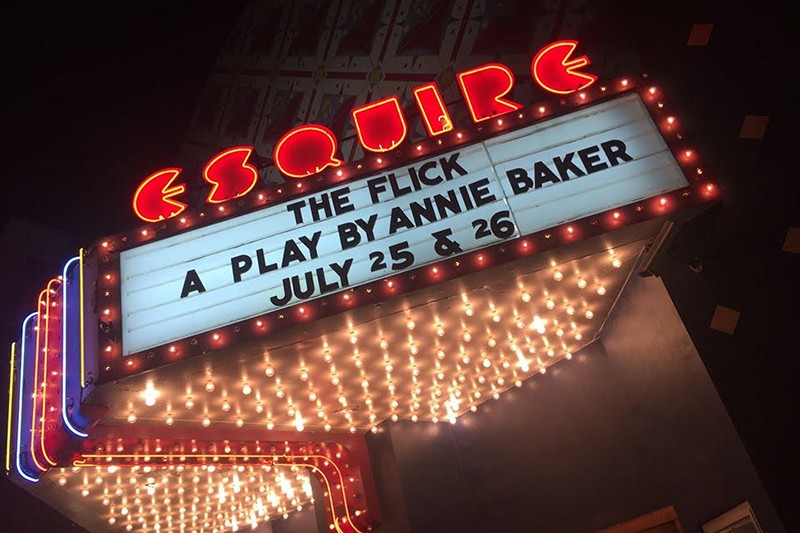 ESQUIRE
THE FLICK
A PLAY BY ANNIE BAKER
JULY 25 & 26